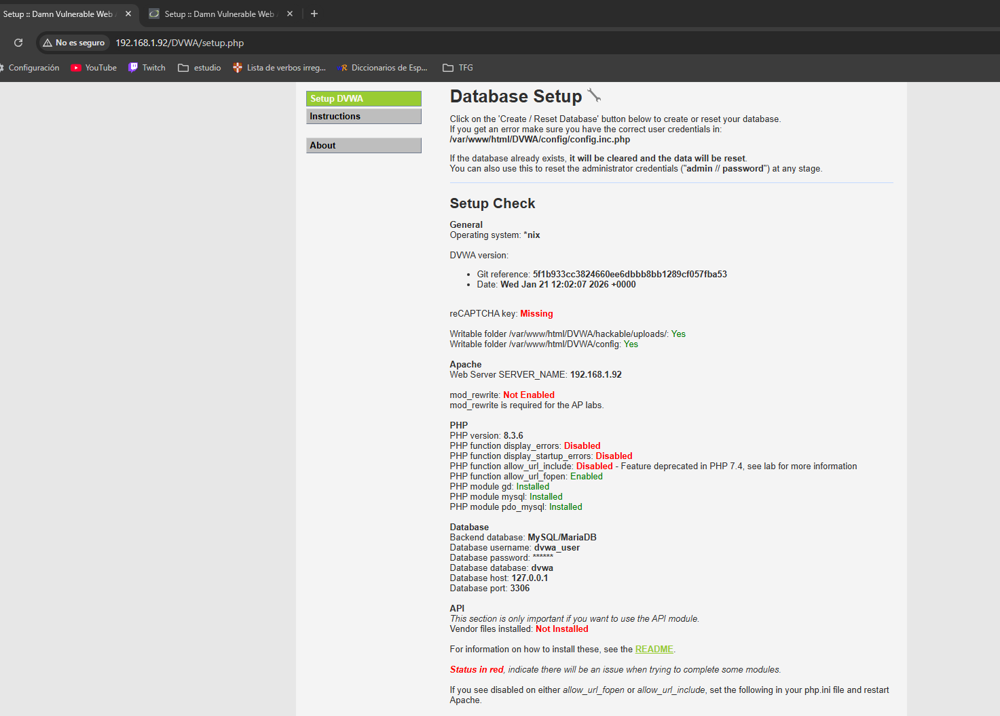 Setup :: Damn Vulnerable Web
Setup :: Damn Vulnerable Web
No es seguro
192.168.1.92/DVWA/setup.php
Configuración
YouTube
Twitch
estudio
Lista de verbos irreg...
Diccionarios de Esp...
TFG
Setup DVWA
Instructions
About
Database Setup
Click on the 'Create / Reset Database' button below to create or reset your database.
If you get an error make sure you have the correct user credentials in:
/var/www/html/DVWA/config/config.inc.php
If the database already exists, it will be cleared and the data will be reset.
You can also use this to reset the administrator credentials ("admin // password") at any stage.
Setup Check
General
Operating system: *nix
DVWA version:
• Git reference: 5f1b933cc3824660ee6dbbb8bb1289cf057fba53
• Date: Wed Jan 21 12:02:07 2026 +0000
reCAPTCHA key: Missing
Writable folder /var/www/html/DVWA/hackable/uploads/: Yes
Writable folder /var/www/html/DVWA/config: Yes
Apache
Web Server SERVER_NAME: 192.168.1.92
mod_rewrite: Not Enabled
mod_rewrite is required for the AP labs.
PHP
PHP version: 8.3.6
PHP function display_errors: Disabled
PHP function display_startup_errors: Disabled
PHP function allow_url_include: Disabled - Feature deprecated in PHP 7.4, see lab for more information
PHP function allow_url_fopen: Enabled
PHP module gd: Installed
PHP module mysql: Installed
PHP module pdo_mysql: Installed
Database
Backend database: MySQL/MariaDB
Database username: dvwa_user
Database password: ******
Database database: dvwa
Database host: 127.0.0.1
Database port: 3306
API
This section is only important if you want to use the API module.
Vendor files installed: Not Installed
For information on how to install these, see the README.
Status in red, indicate there will be an issue when trying to complete some modules.
If you see disabled on either allow_url_fopen or allow_url_include, set the following in your php.ini file and restart
Apache.